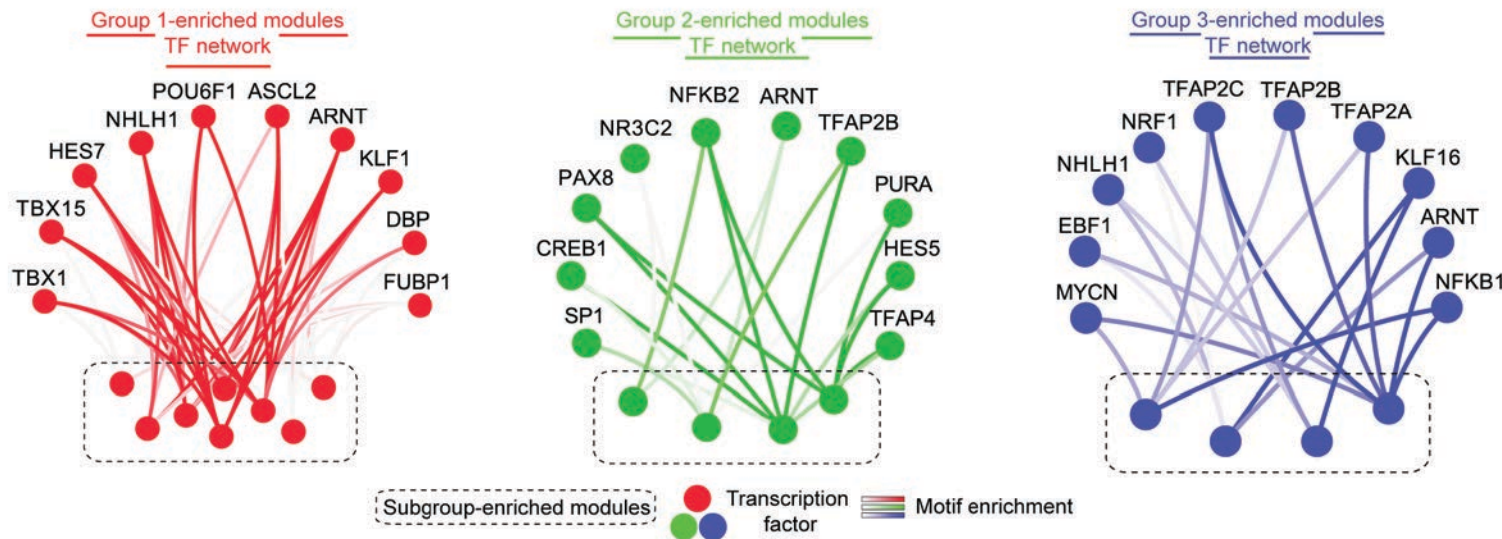 Group 1-enriched modules
TF network
POU6F1
ASCL2
NHLH1
ARNT
HES7
KLF1
TBX15
DBP
TBX1
FUBP1
Group 2-enriched modules
TF network
NFKB2
ARNT
NR3C2
TFAP2B
PAX8
PURA
CREB1
HES5
SP1
TFAP4
Group 3-enriched modules
TF network
TFAP2C
TFAP2B
NRF1
TFAP2A
NHLH1
KLF16
EBF1
ARNT
MYCN
NFKB1
Subgroup-enriched modules
Transcription
factor
Motif enrichment